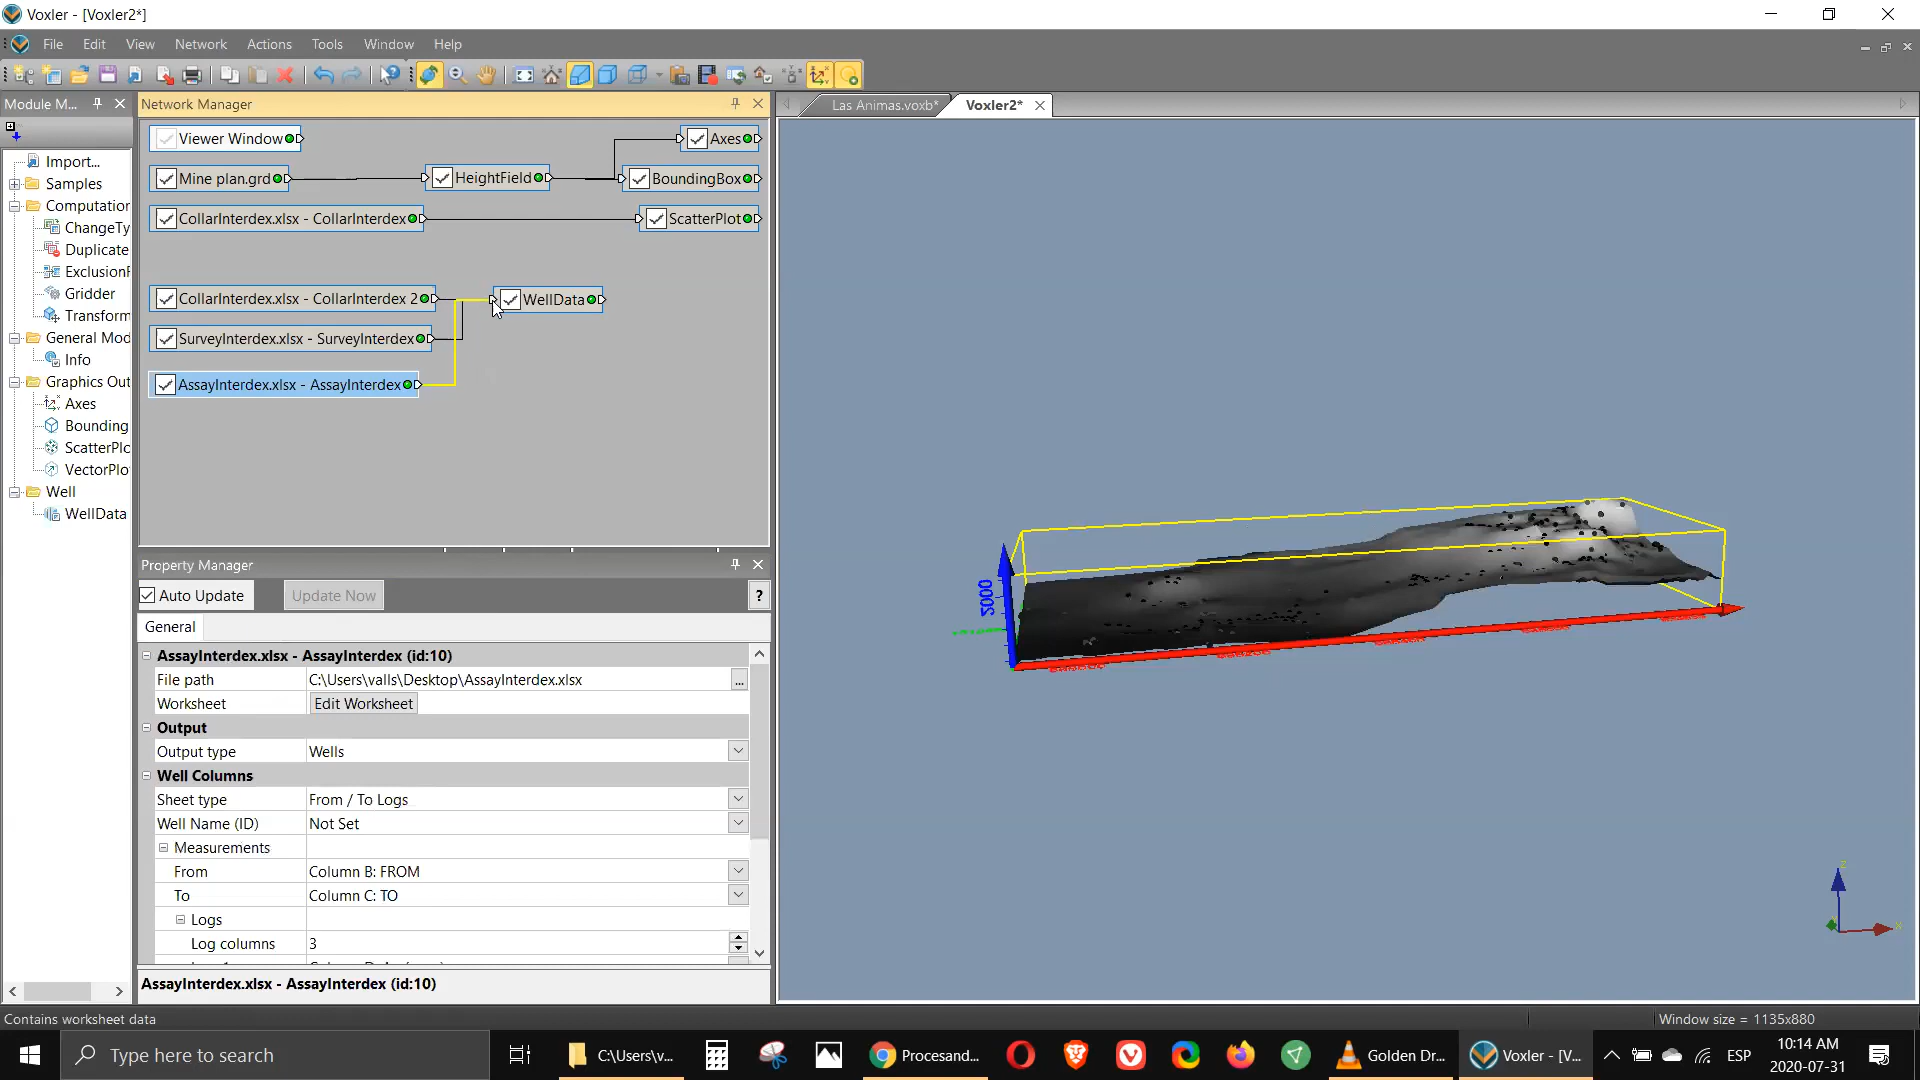 Voxler - [Voxler2*]
File Edit View Network Actions Tools Window Help
Module M...
Network Manager
Las Animas.voxb*
Voxler2*
Import...
Samples
Computation
ChangeTy
Duplicate
ExclusionF
Gridder
Transform
General Mod
Info
Graphics Out
Axes
Bounding
ScatterPlo
VectorPlo
Well
WellData
Viewer Window
Axes
Mine plan.grd
HeightField
BoundingBox
CollarInterdex.xlsx - CollarInterdex
ScatterPlot
CollarInterdex.xlsx - CollarInterdex 2
WellData
SurveyInterdex.xlsx - SurveyInterdex
AssayInterdex.xlsx - AssayInterdex
Property Manager
Auto Update
Update Now
?
General
AssayInterdex.xlsx - AssayInterdex (id:10)
File path C:\Users\valls\Desktop\AssayInterdex.xlsx ...
Worksheet Edit Worksheet
Output
Output type Wells
Well Columns
Sheet type From / To Logs
Well Name (ID) Not Set
Measurements
From Column B: FROM
To Column C: TO
Logs
Log columns 3
AssayInterdex.xlsx - AssayInterdex (id:10)
2000
Contains worksheet data
Window size = 1135x880
Type here to search
C:\Users\v...
Procesand...
Golden Dr...
Voxler - [V...
ESP
10:14 AM
2020-07-31